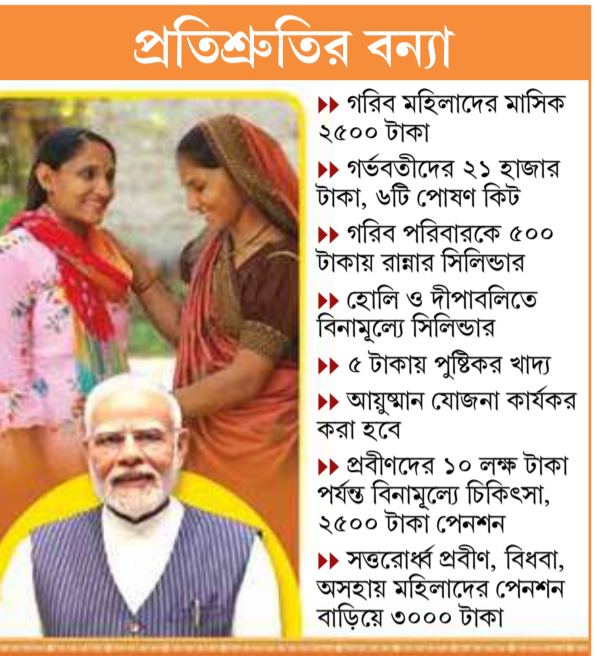 প্রতিশ্রুতির বন্যা
▸▸ গরিব মহিলাদের মাসিক
২৫০০ টাকা
▸▸ গর্ভবতীদের ২১ হাজার
টাকা, ৬টি পোষণ কিট
▸▸ গরিব পরিবারকে ৫০০
টাকায় রান্নার সিলিন্ডার
▸▸ হোলি ও দীপাবলিতে
বিনামূল্যে সিলিন্ডার
▸▸ ৫ টাকায় পুষ্টিকর খাদ্য
▸▸ আয়ুষ্মান যোজনা কার্যকর
করা হবে
▸▸ প্রবীণদের ১০ লক্ষ টাকা
পর্যন্ত বিনামূল্যে চিকিৎসা,
২৫০০ টাকা পেনশন
▸▸ সত্তরোর্ধ্ব প্রবীণ, বিধবা,
অসহায় মহিলাদের পেনশন
বাড়িয়ে ৩০০০ টাকা